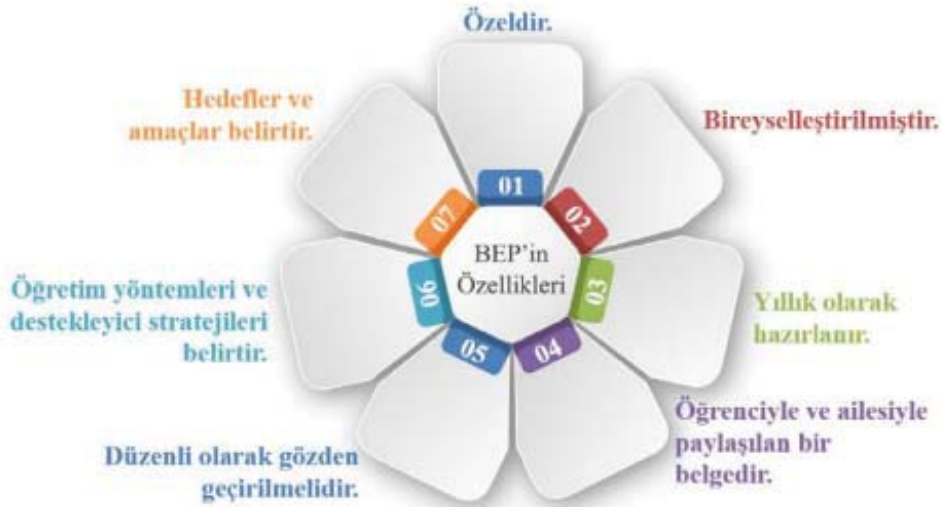 Özeldir.
Bireyselleştirilmiştir.
Yıllık olarak
hazırlanır.
Öğrenciyle ve ailesiyle
paylaşılan bir
belgedir.
Düzenli olarak gözden
geçirilmelidir.
Öğretim yöntemleri ve
destekleyici stratejileri
belirtir.
Hedefler ve
amaçlar belirtir.
01
02
03
04
05
06
07
BEP'in
Özellikleri